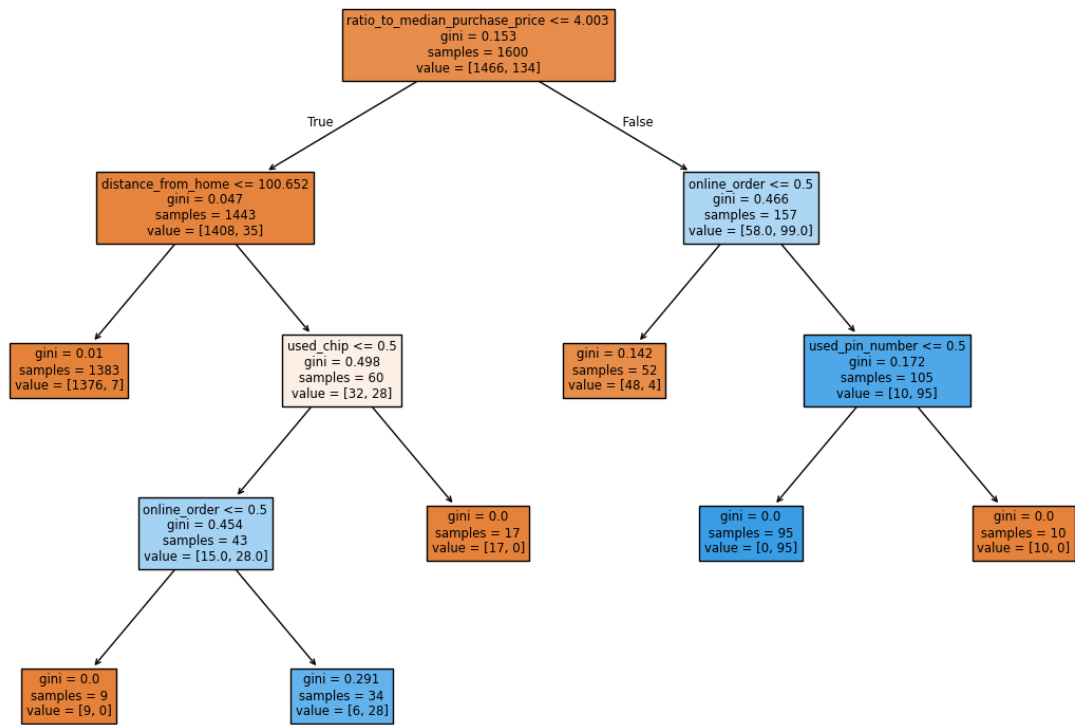 ratio_to_median_purchase_price <= 4.003
gini = 0.153
samples = 1600
value = [1466, 134]
True
False
distance_from_home <= 100.652
gini = 0.047
samples = 1443
value = [1408, 35]
online_order <= 0.5
gini = 0.466
samples = 157
value = [58.0, 99.0]
gini = 0.01
samples = 1383
value = [1376, 7]
used_chip <= 0.5
gini = 0.498
samples = 60
value = [32, 28]
gini = 0.142
samples = 52
value = [48, 4]
used_pin_number <= 0.5
gini = 0.172
samples = 105
value = [10, 95]
online_order <= 0.5
gini = 0.454
samples = 43
value = [15.0, 28.0]
gini = 0.0
samples = 17
value = [17, 0]
gini = 0.0
samples = 95
value = [0, 95]
gini = 0.0
samples = 10
value = [10, 0]
gini = 0.0
samples = 9
value = [9, 0]
gini = 0.291
samples = 34
value = [6, 28]